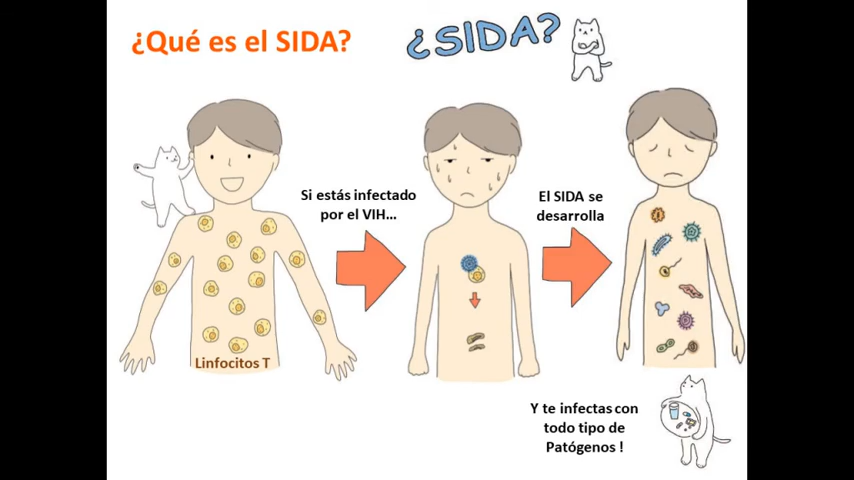 ¿Qué es el SIDA?
¿SIDA?
Si estás infectado
por el VIH...
El SIDA se
desarrolla
Linfocitos T
Y te infectas con
todo tipo de
Patógenos !